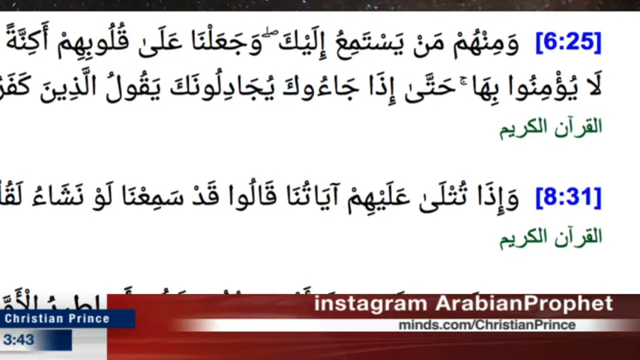 [6:25] وَمِنْهُمْ مَنْ يَسْتَمِعُ إِلَيْكَ ۖ وَجَعَلْنَا عَلَىٰ قُلُوبِهِمْ أَكِنَّةً
لَا يُؤْمِنُوا بِهَا ۚ حَتَّىٰ إِذَا جَاءُوكَ يُجَادِلُونَكَ يَقُولُ الَّذِينَ
القرآن الكريم
[8:31] وَإِذَا تُتْلَىٰ عَلَيْهِمْ آيَاتُنَا قَالُوا قَدْ سَمِعْنَا لَوْ نَشَاءُ
القرآن الكريم
instagram ArabianProphet
Christian Prince
minds.com/ChristianPrince
3:43